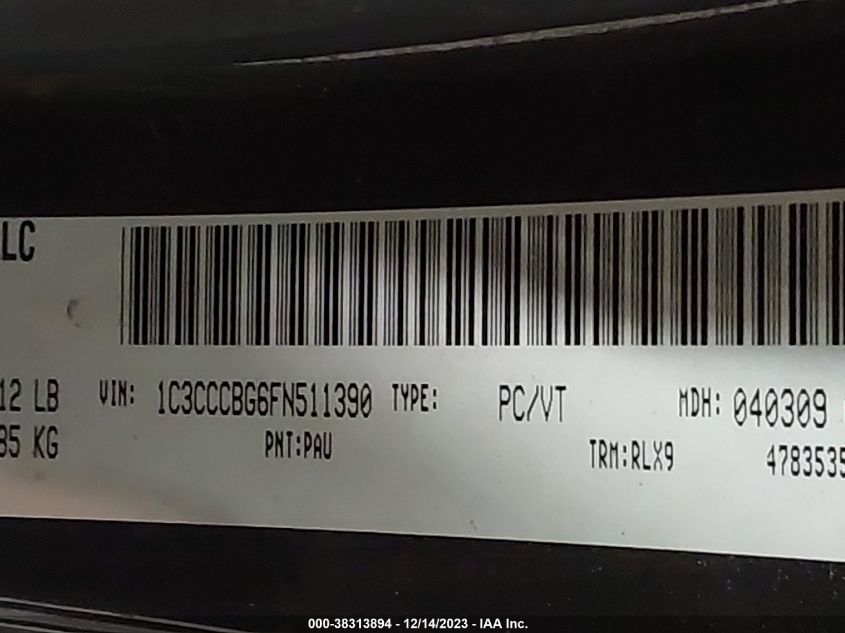 LC
12 LB VIN: 1C3CCCBG6FN511390 TYPE: PC/VT MDH: 040309
85 KG PNT:PAU TRM:RLX9 4783535
000-38313894 - 12/14/2023 - IAA Inc.